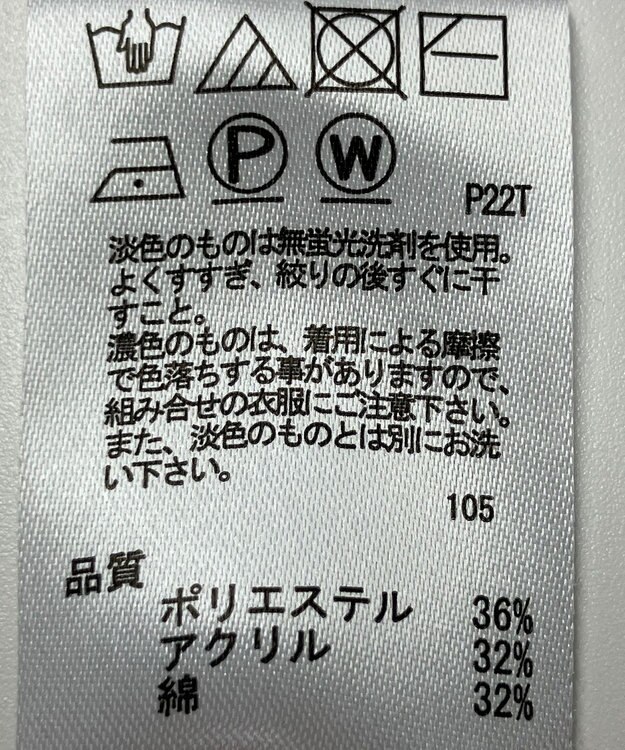 P W
P22T
淡色のものは無蛍光洗剤を使用。
よくすすぎ、絞りの後すぐに干
すこと。
濃色のものは、着用による摩擦
で色落ちする事がありますので、
組み合せの衣服にご注意下さい。
また、淡色のものとは別にお洗
い下さい。
105
品質
ポリエステル 36%
アクリル 32%
綿 32%